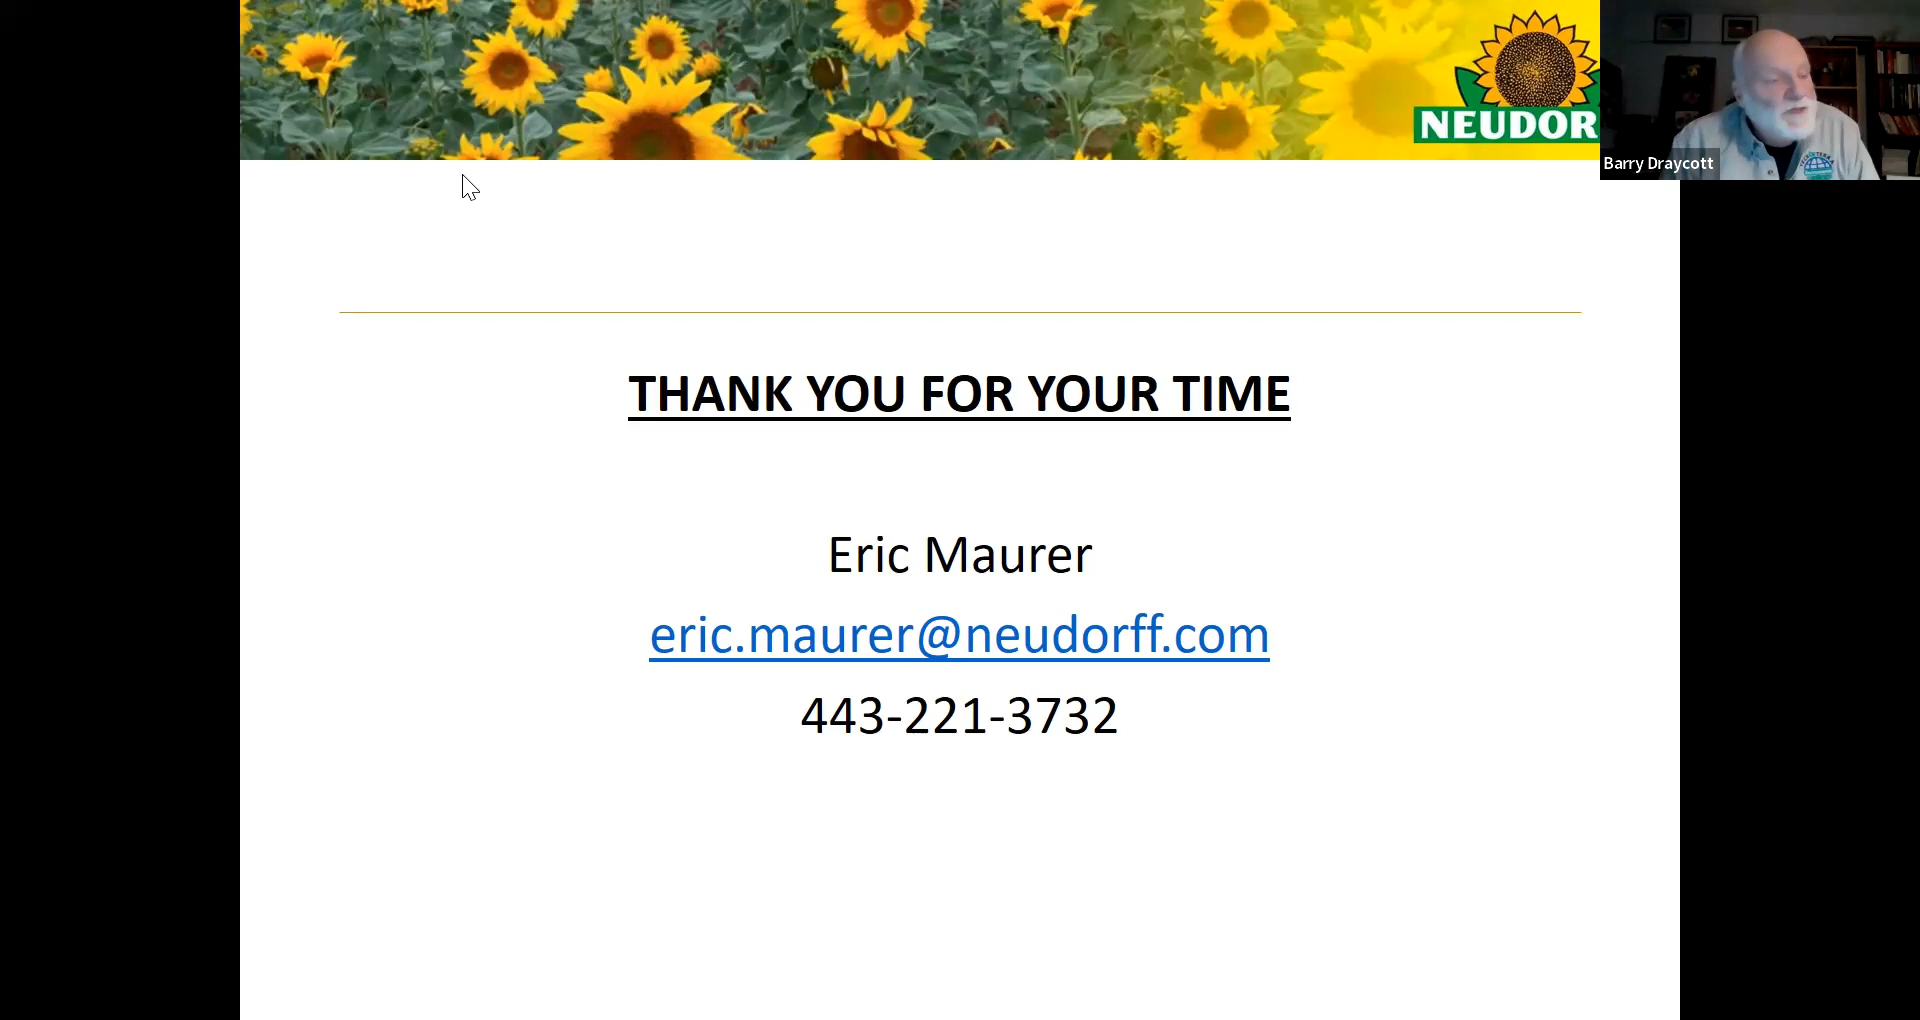 NEUDOR
Barry Draycott
THANK YOU FOR YOUR TIME
Eric Maurer
eric.maurer@neudorff.com
443-221-3732